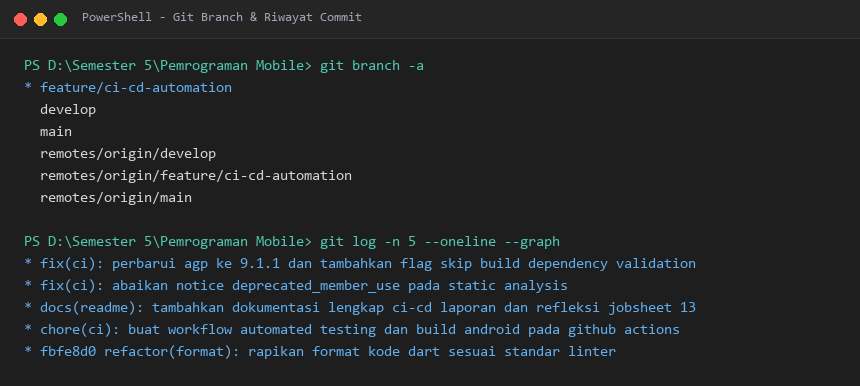 PowerShell - Git Branch & Riwayat Commit
PS D:\Semester 5\Pemrograman Mobile> git branch -a
* feature/ci-cd-automation
  develop
  main
  remotes/origin/develop
  remotes/origin/feature/ci-cd-automation
  remotes/origin/main
PS D:\Semester 5\Pemrograman Mobile> git log -n 5 --oneline --graph
* fix(ci): perbarui agp ke 9.1.1 dan tambahkan flag skip build dependency validation
* fix(ci): abaikan notice deprecated_member_use pada static analysis
* docs(readme): tambahkan dokumentasi lengkap ci-cd laporan dan refleksi jobsheet 13
* chore(ci): buat workflow automated testing dan build android pada github actions
* fbfe8d0 refactor(format): rapikan format kode dart sesuai standar linter